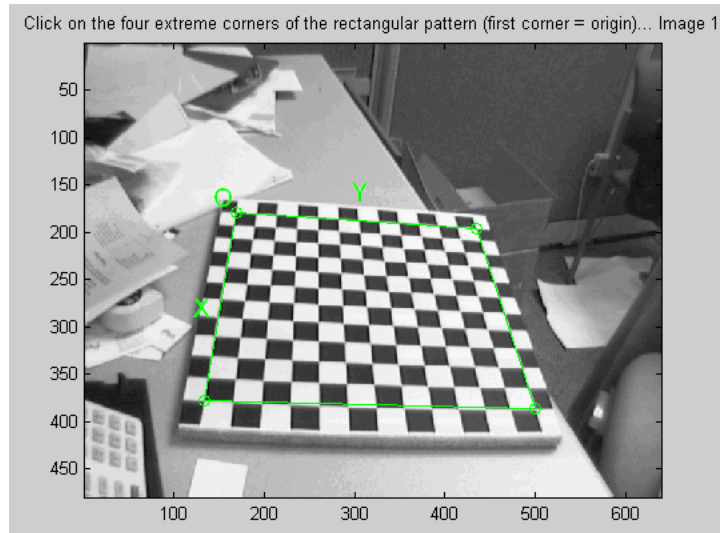 Click on the four extreme corners of the rectangular pattern (first corner = origin)... Image 1
50
100
150
200
250
300
350
400
450
O
Y
X
100 200 300 400 500 600